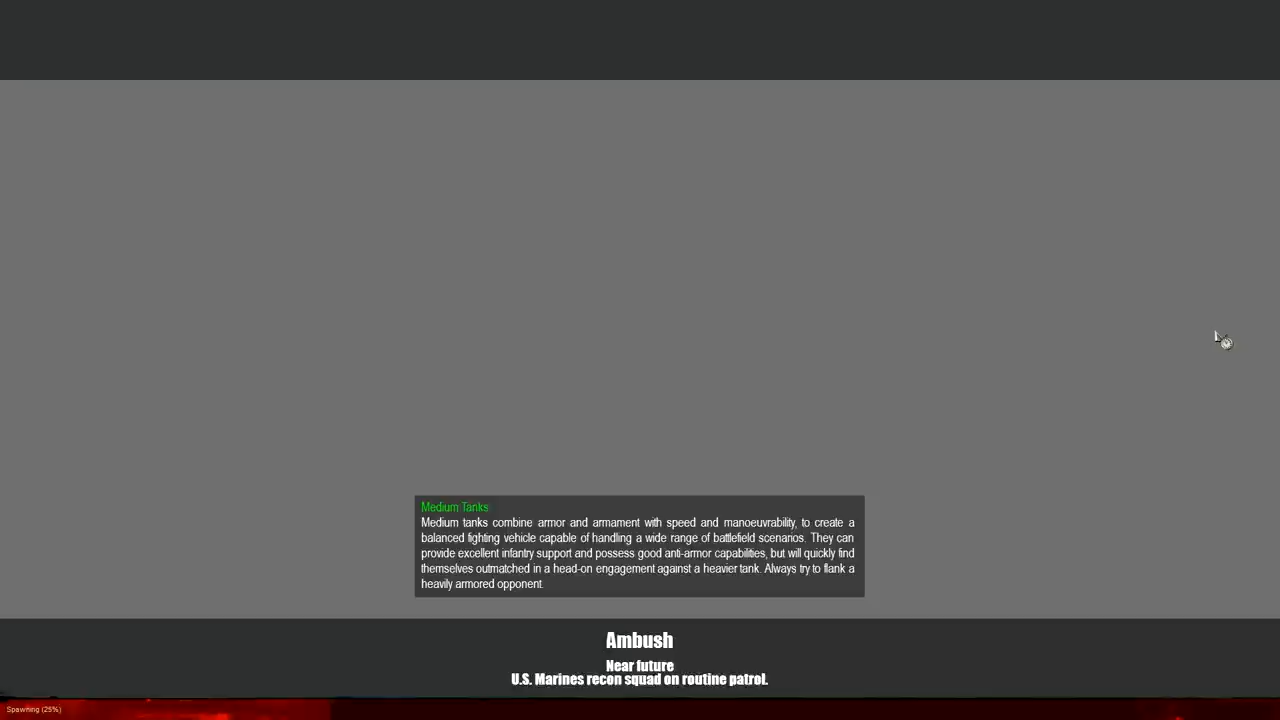 Medium Tanks
Medium tanks combine armor and armament with speed and manoeuvrability, to create a
balanced fighting vehicle capable of handling a wide range of battlefield scenarios. They can
provide excellent infantry support and possess good anti-armor capabilities, but will quickly find
themselves outmatched in a head-on engagement against a heavier tank. Always try to flank a
heavily armored opponent.
Ambush
Near future
U.S. Marines recon squad on routine patrol.
Spawning (25%)